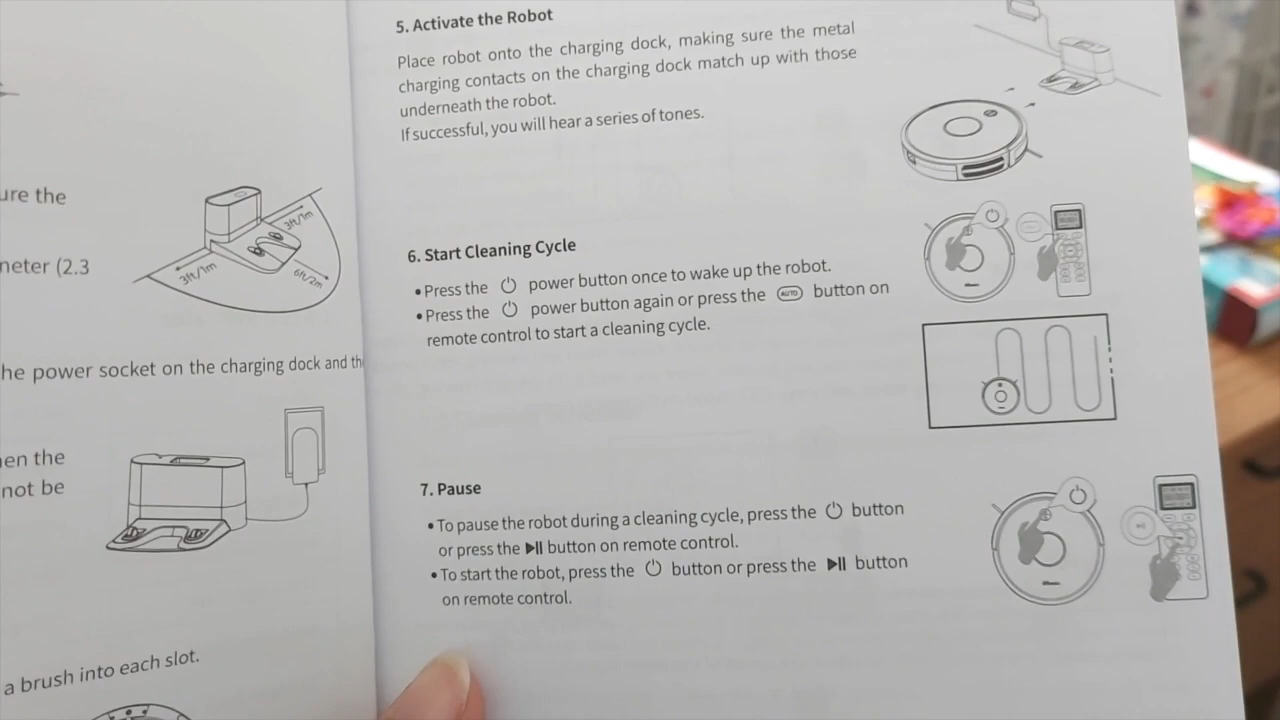 ure the
neter (2.3
3ft/1m
3ft/1m
6ft/2m
he power socket on the charging dock and th
en the
not be
a brush into each slot.
5. Activate the Robot
Place robot onto the charging dock, making sure the metal
charging contacts on the charging dock match up with those
underneath the robot.
If successful, you will hear a series of tones.
6. Start Cleaning Cycle
• Press the ⏻ power button once to wake up the robot.
• Press the ⏻ power button again or press the AUTO button on
remote control to start a cleaning cycle.
7. Pause
• To pause the robot during a cleaning cycle, press the ⏻ button
or press the ▶II button on remote control.
• To start the robot, press the ⏻ button or press the ▶II button
on remote control.